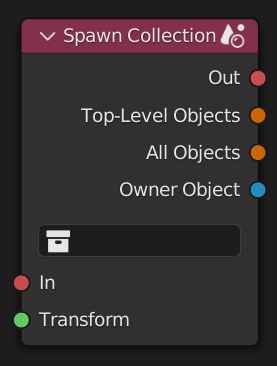 Spawn Collection
Out
Top-Level Objects
All Objects
Owner Object
In
Transform